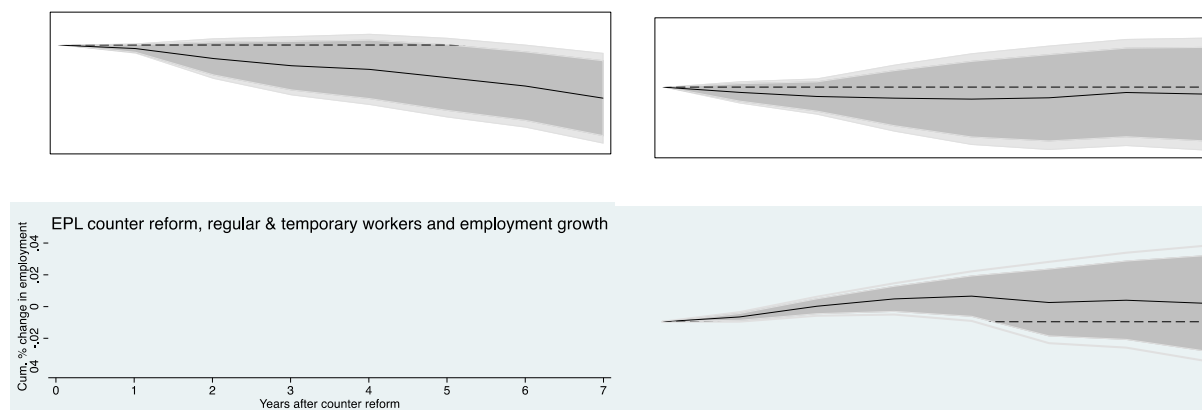 EPL counter reform, regular & temporary workers and employment growth
Cum. % change in employment
.04
.02
0
-.02
04
0 1 2 3 4 5 6 7
Years after counter reform